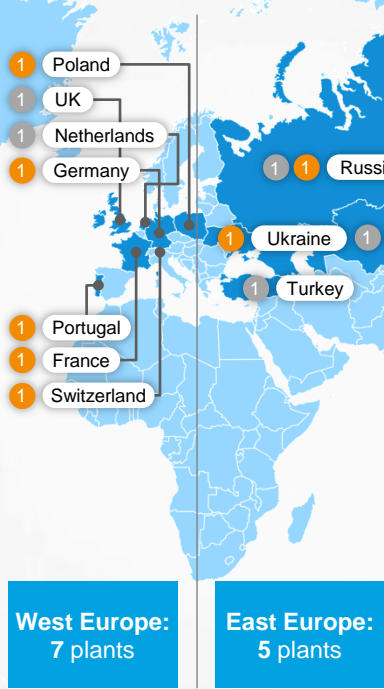 1 Poland
1 UK
1 Netherlands
1 Germany
1 1 Russi
1 Ukraine 1
1 Turkey
1 Portugal
1 France
1 Switzerland
West Europe:
7 plants
East Europe:
5 plants